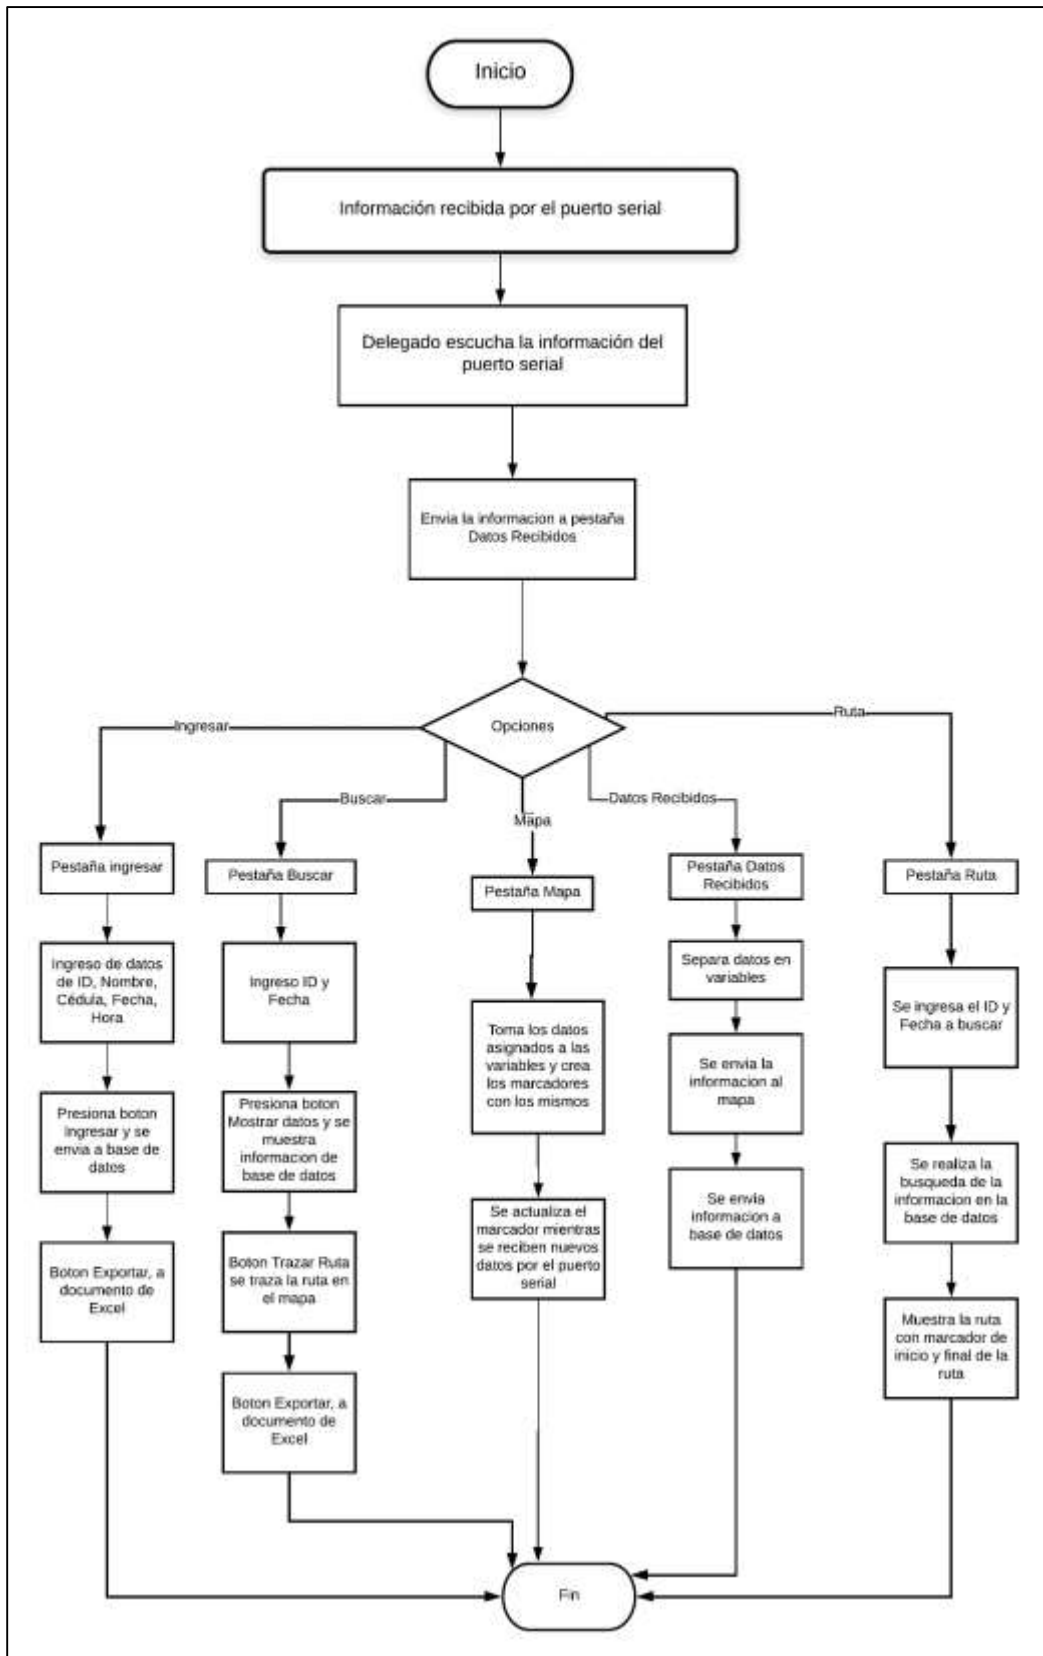 Inicio
Información recibida por el puerto serial
Delegado escucha la información del
puerto serial
Envia la informacion a pestaña
Datos Recibidos
Opciones
Ingresar
Buscar
Mapa
Datos Recibidos
Ruta
Pestaña ingresar
Ingreso de datos
de ID, Nombre,
Cédula, Fecha,
Hora
Presiona boton
Ingresar y se
envia a base de
datos
Boton Exportar, a
documento de
Excel
Pestaña Buscar
Ingreso ID y
Fecha
Presiona boton
Mostrar datos y se
muestra
informacion de
base de datos
Boton Trazar Ruta
se traza la ruta en
el mapa
Boton Exportar, a
documento de
Excel
Pestaña Mapa
Toma los datos
asignados a las
variables y crea
los marcadores
con los mismos
Se actualiza el
marcador mientras
se reciben nuevos
datos por el puerto
serial
Pestaña Datos
Recibidos
Separa datos en
variables
Se envia la
informacion al
mapa
Se envía
informacion a
base de datos
Pestaña Ruta
Se ingresa el ID y
Fecha a buscar
Se realiza la
busqueda de la
informacion en la
base de datos
Muestra la ruta
con marcador de
inicio y final de la
ruta
Fin